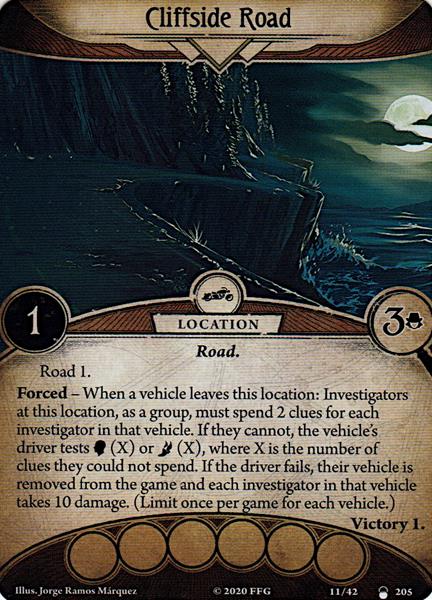 Cliffside Road
1
3
LOCATION
Road.
Road 1.
Forced – When a vehicle leaves this location: Investigators
at this location, as a group, must spend 2 clues for each
investigator in that vehicle. If they cannot, the vehicle's
driver tests (X) or (X), where X is the number of
clues they could not spend. If the driver fails, their vehicle is
removed from the game and each investigator in that vehicle
takes 10 damage. (Limit once per game for each vehicle.)
Victory 1.
Illus. Jorge Ramos Márquez
© 2020 FFG
11/42
205